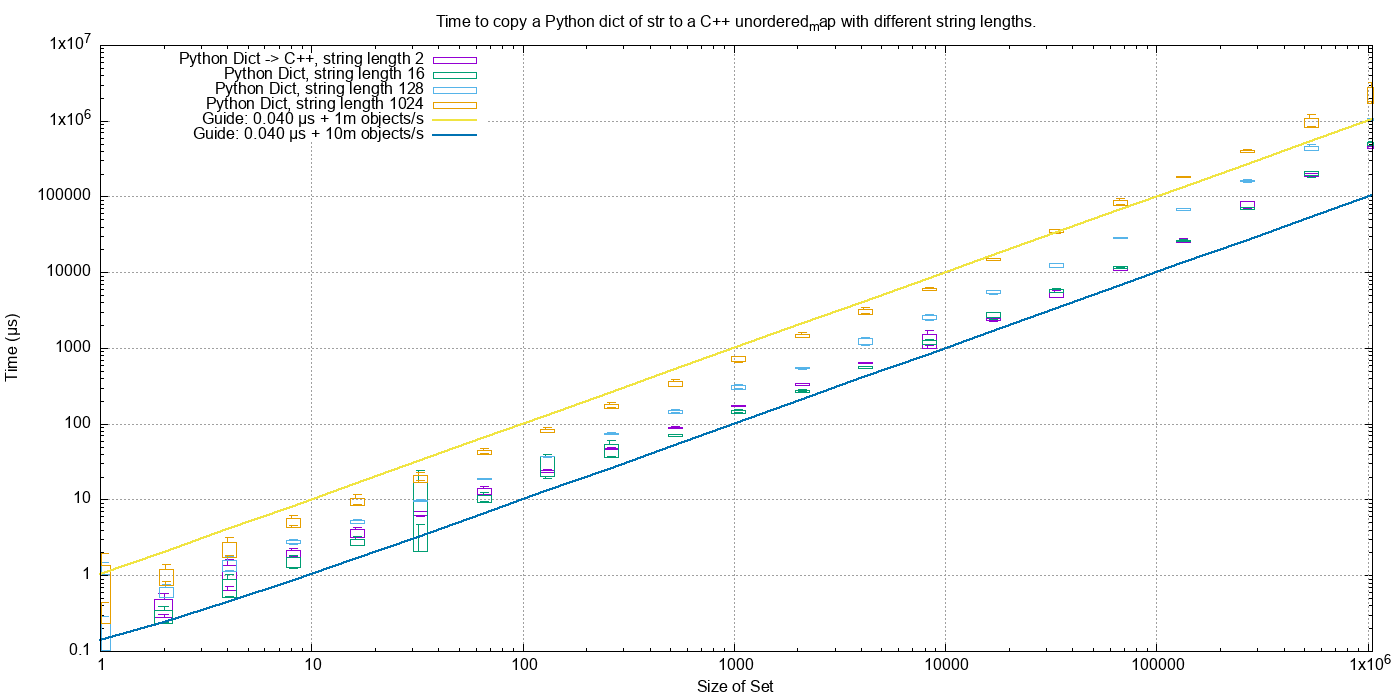 Time to copy a Python dict of str to a C++ unordered_map with different string lengths.
1x10^7
1x10^6
100000
10000
1000
100
10
1
0.1
Time (µs)
Python Dict -> C++, string length 2
Python Dict, string length 16
Python Dict, string length 128
Python Dict, string length 1024
Guide: 0.040 µs + 1m objects/s
Guide: 0.040 µs + 10m objects/s
1 10 100 1000 10000 100000 1x10^6
Size of Set